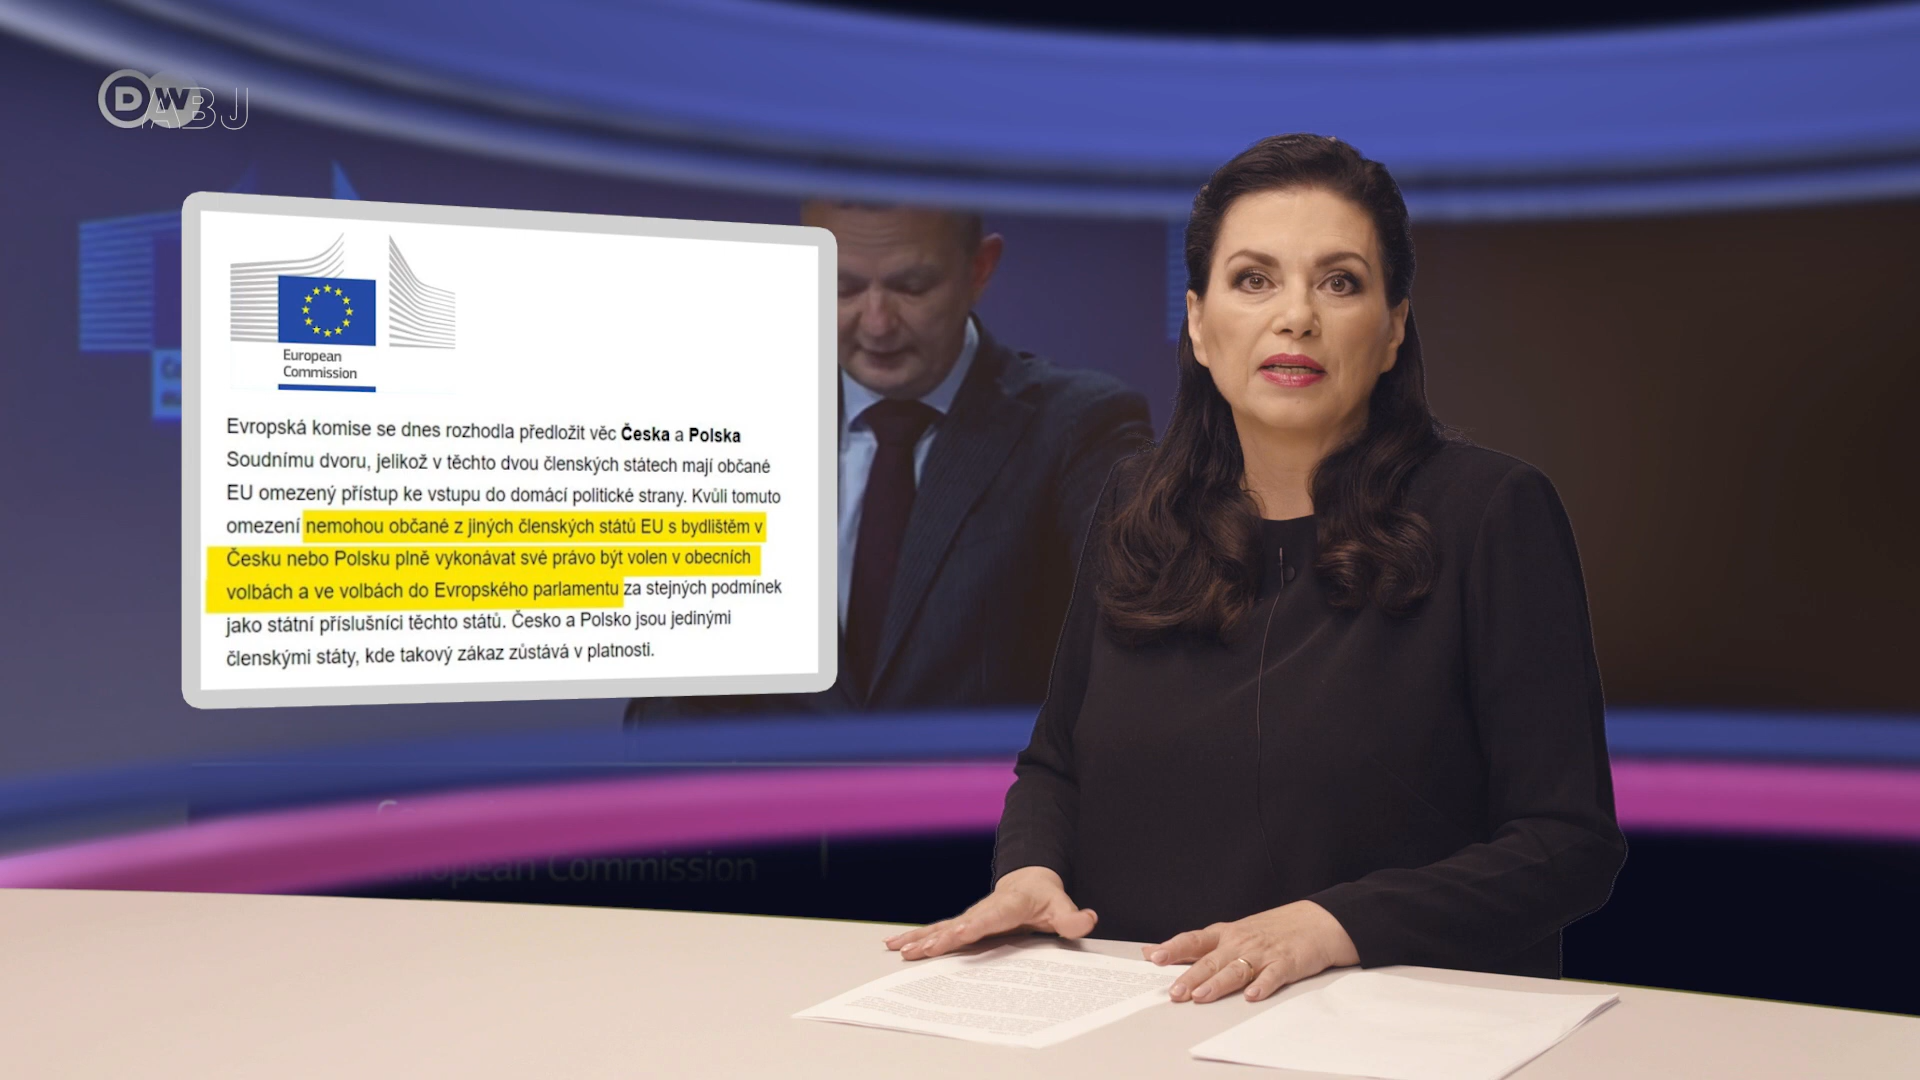 DW
ABJ
European
Commission
Evropská komise se dnes rozhodla předložit věc Česka a Polska
Soudnímu dvoru, jelikož v těchto dvou členských státech mají občané
EU omezený přístup ke vstupu do domácí politické strany. Kvůli tomuto
omezení nemohou občané z jiných členských států EU s bydlištěm v
Česku nebo Polsku plně vykonávat své právo být volen v obecních
volbách a ve volbách do Evropského parlamentu za stejných podmínek
jako státní příslušníci těchto států. Česko a Polsko jsou jedinými
členskými státy, kde takový zákaz zůstává v platnosti.
European Commission